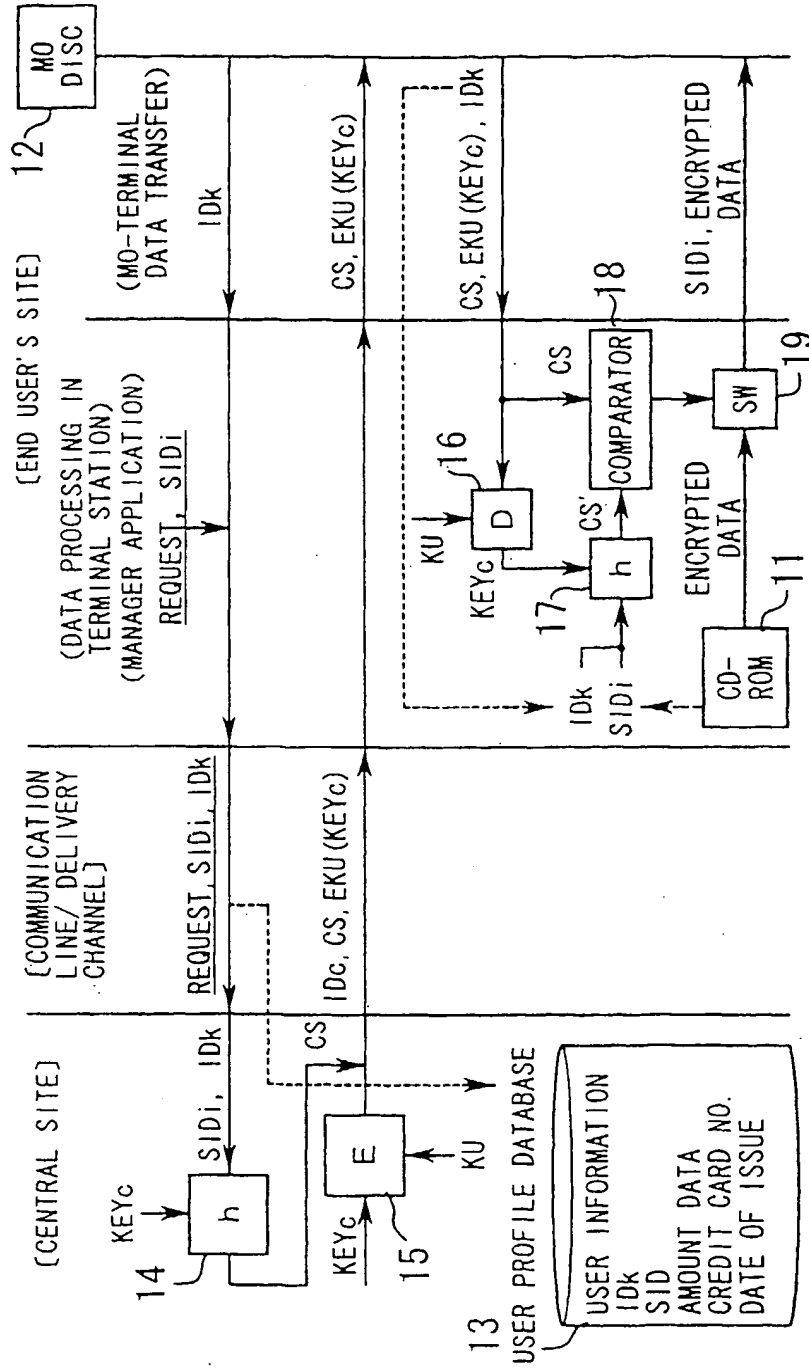 [CENTRAL SITE]
[COMMUNICATION
LINE/ DELIVERY
CHANNEL]
[END USER'S SITE]
(DATA PROCESSING IN
TERMINAL STATION)
(MANAGER APPLICATION)
REQUEST, SIDi
(MO-TERMINAL
DATA TRANSFER)
12
MO
DISC
IDk
REQUEST, SIDi, IDk
SIDi, IDk
KEYc
h
14
CS
E
15
KEYc
KU
IDc, CS, EKU(KEYc)
CS, EKU(KEYc)
CS, EKU(KEYc), IDk
KU
D
16
KEYc
h
17
CS'
CS
COMPARATOR
18
IDk
SIDi
CD-
ROM
11
ENCRYPTED
DATA
SW
19
SIDi, ENCRYPTED
DATA
13
USER PROFILE DATABASE
USER INFORMATION
IDk
SID
AMOUNT DATA
CREDIT CARD NO.
DATE OF ISSUE